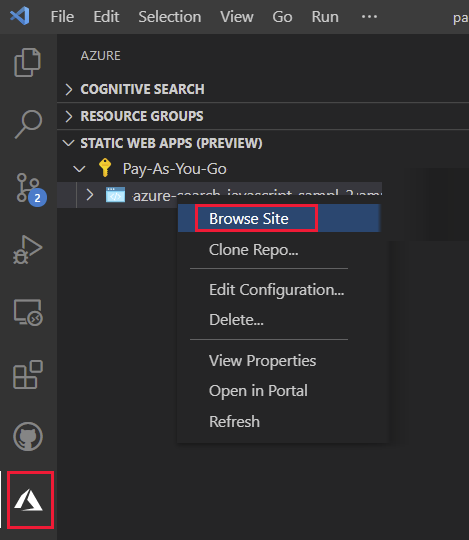 File Edit Selection View Go Run ··· pa
AZURE
COGNITIVE SEARCH
RESOURCE GROUPS
STATIC WEB APPS (PREVIEW)
Pay-As-You-Go
azure-search-javascript-sampl
Browse Site
Clone Repo...
2
Edit Configuration...
Delete...
View Properties
Open in Portal
Refresh